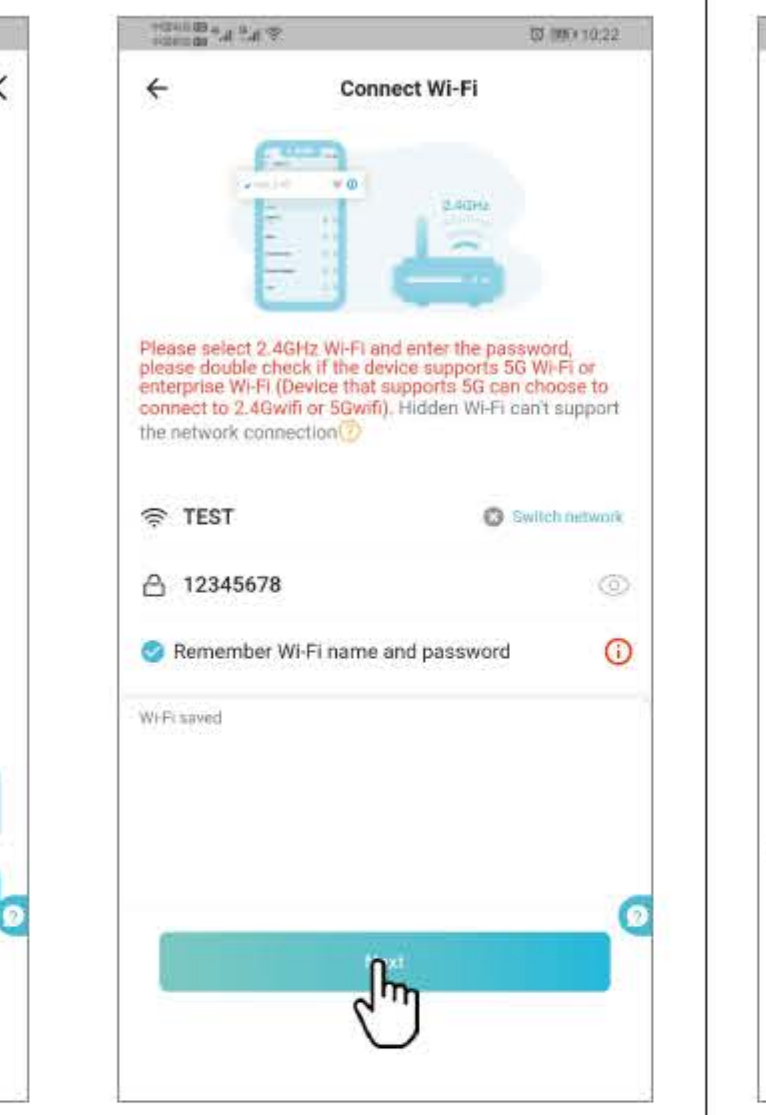 10:22
Connect Wi-Fi
2.4GHz
Please select 2.4GHz Wi-Fi and enter the password,
please double check if the device supports 5G Wi-Fi or
enterprise Wi-Fi (Device that supports 5G can choose to
connect to 2.4Gwifi or 5Gwifi). Hidden Wi-Fi can't support
the network connection?
TEST
Switch network
12345678
Remember Wi-Fi name and password
Wi-Fi saved
Next